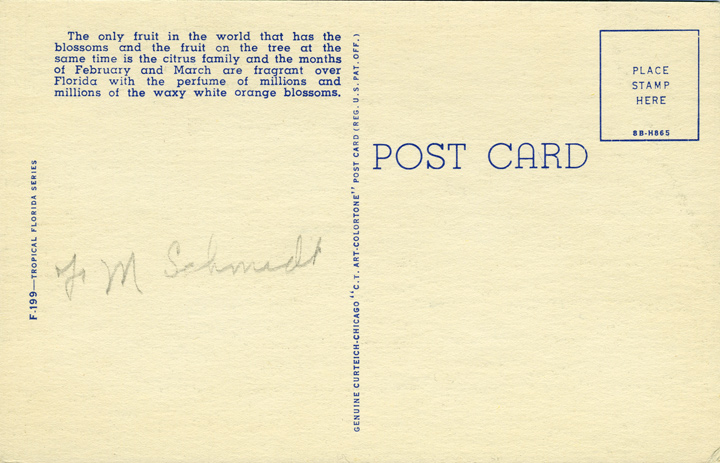 The only fruit in the world that has the
blossoms and the fruit on the tree at the
same time is the citrus family and the months
of February and March are fragrant over
Florida with the perfume of millions and
millions of the waxy white orange blossoms.
F-199—TROPICAL FLORIDA SERIES
M Schmidt
GENUINE CURTEICH-CHICAGO "C.T. ART-COLORTONE" POST CARD (REG. U.S. PAT. OFF.)
POST CARD
PLACE
STAMP
HERE
8B-H865